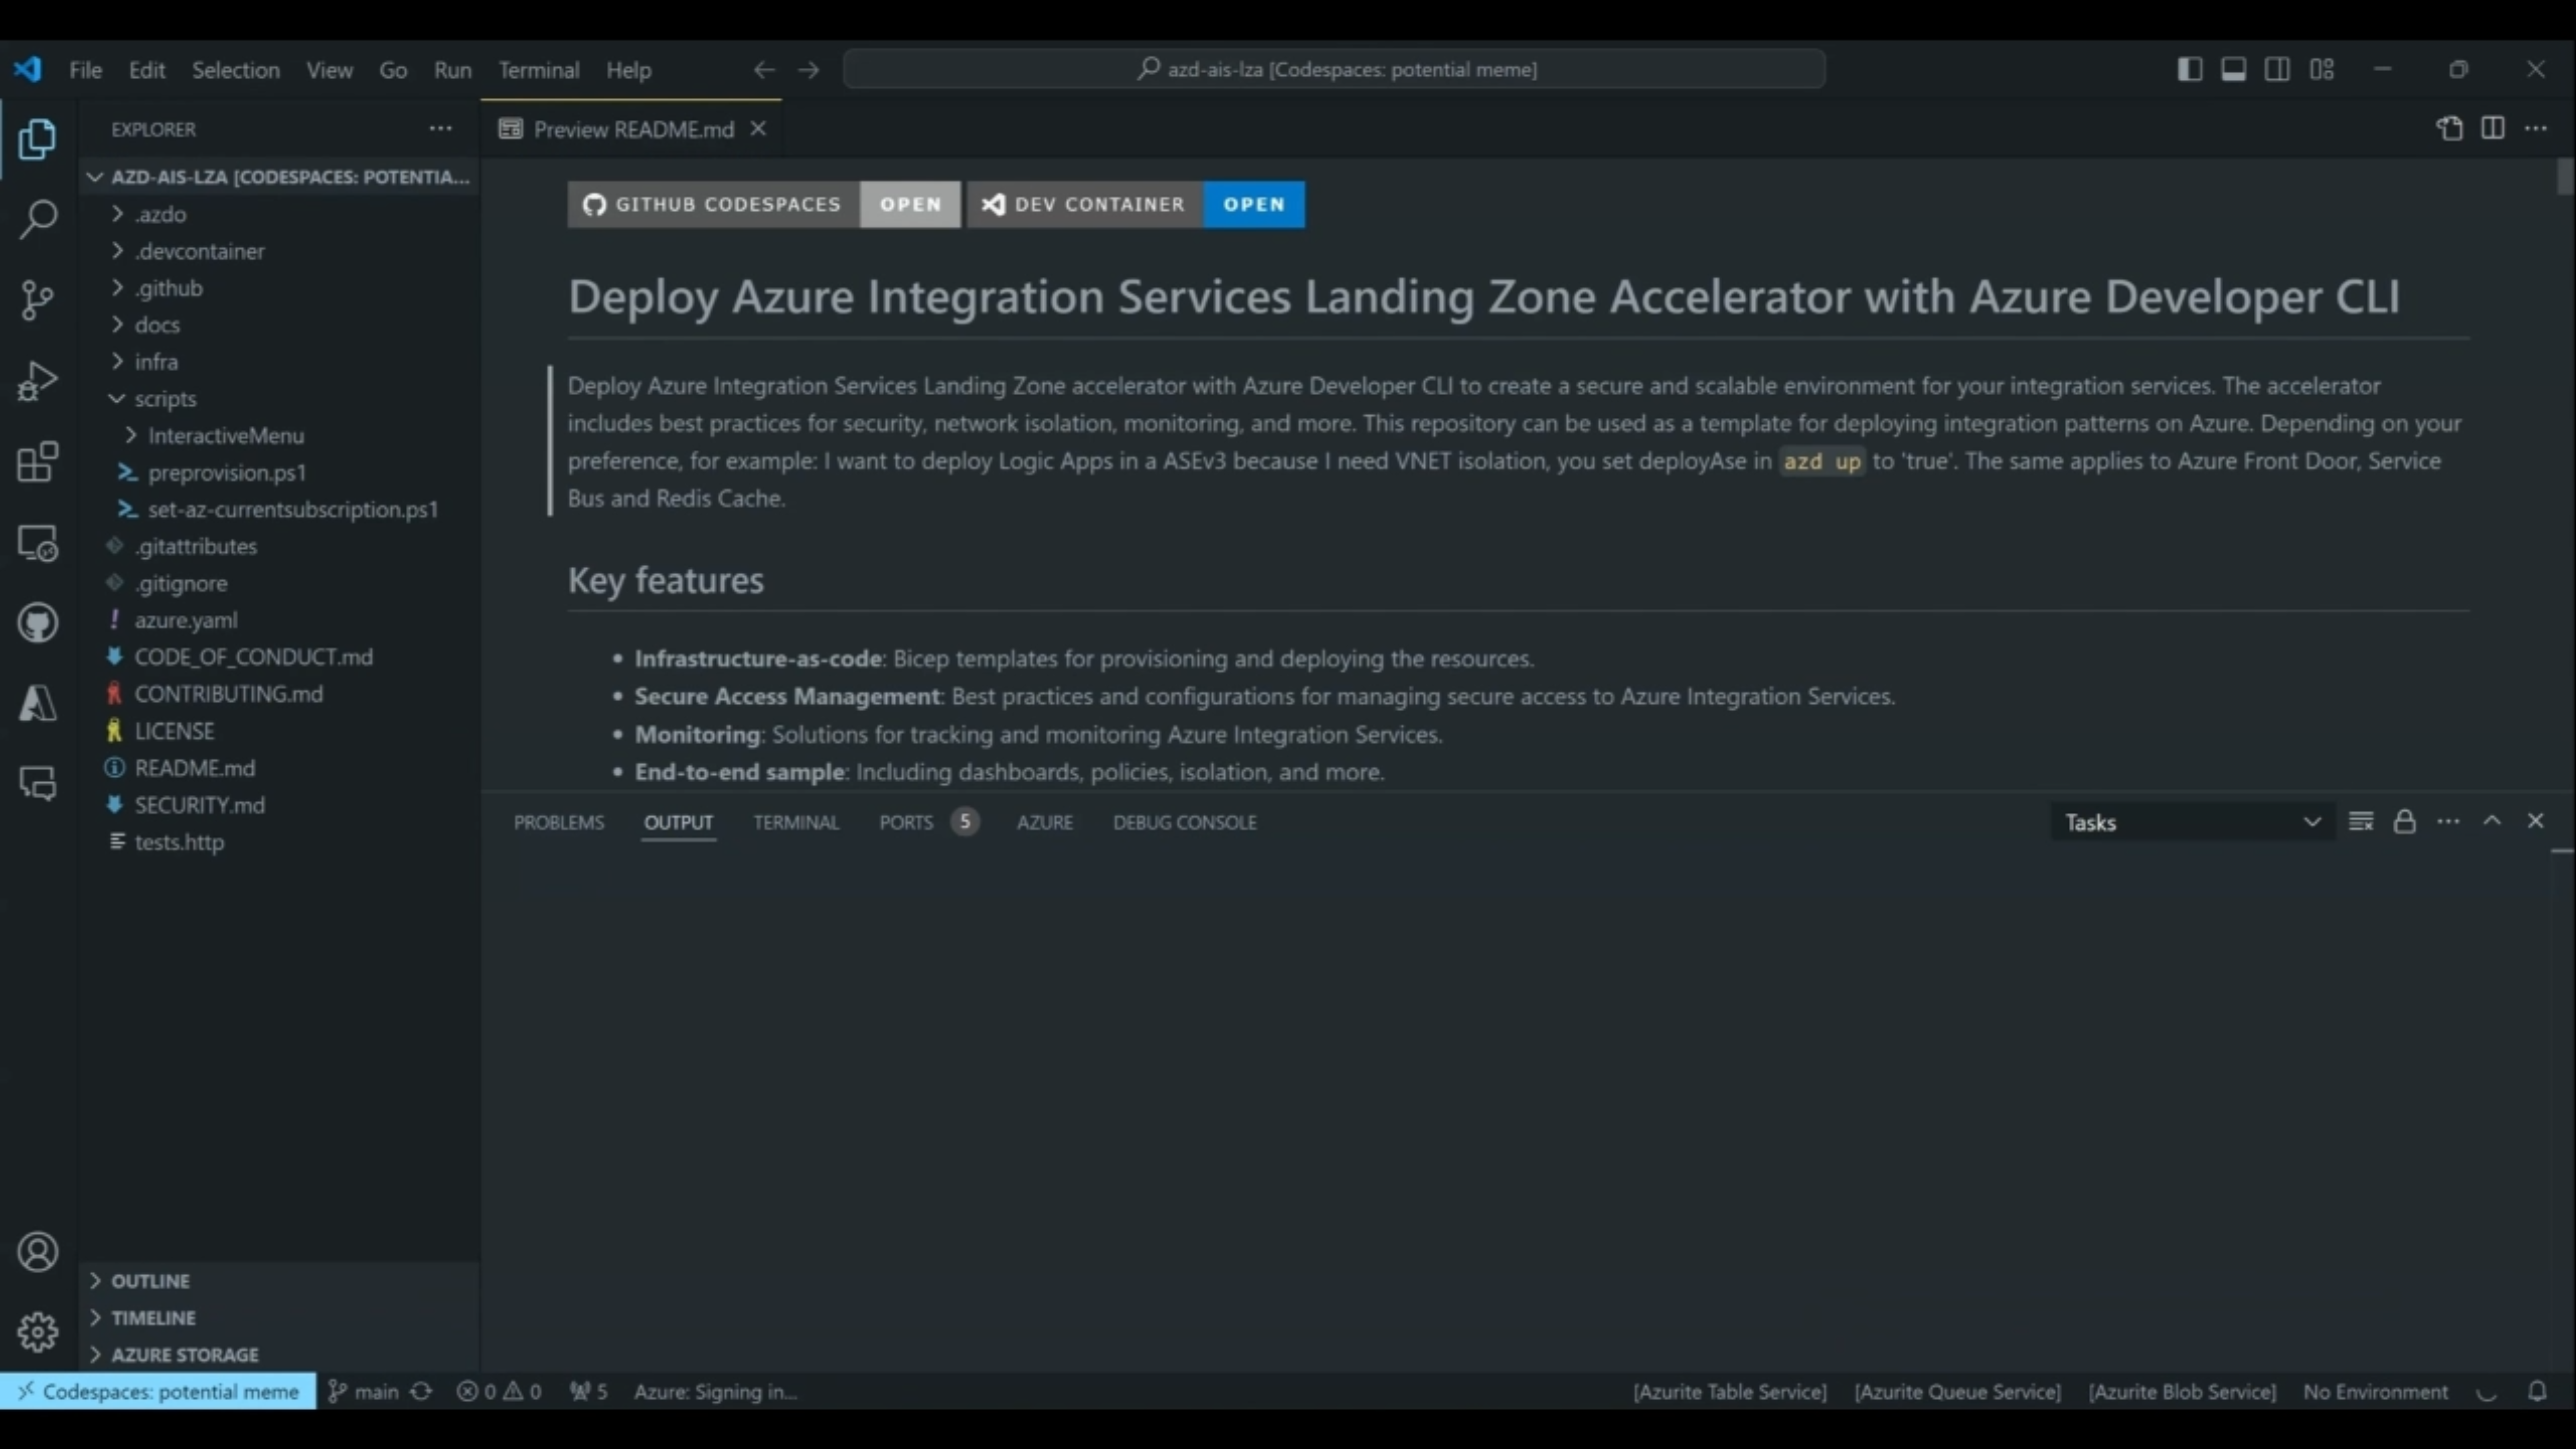 File Edit Selection View Go Run Terminal Help
azd-ais-lza [Codespaces: potential meme]
EXPLORER
Preview README.md
AZD-AIS-LZA [CODESPACES: POTENTIA...
.azdo
.devcontainer
.github
docs
infra
scripts
InteractiveMenu
preprovision.ps1
set-az-currentsubscription.ps1
.gitattributes
.gitignore
azure.yaml
CODE_OF_CONDUCT.md
CONTRIBUTING.md
LICENSE
README.md
SECURITY.md
tests.http
OUTLINE
TIMELINE
AZURE STORAGE
GITHUB CODESPACES OPEN DEV CONTAINER OPEN
Deploy Azure Integration Services Landing Zone Accelerator with Azure Developer CLI
Deploy Azure Integration Services Landing Zone accelerator with Azure Developer CLI to create a secure and scalable environment for your integration services. The accelerator
includes best practices for security, network isolation, monitoring, and more. This repository can be used as a template for deploying integration patterns on Azure. Depending on your
preference, for example: I want to deploy Logic Apps in a ASEv3 because I need VNET isolation, you set deployAse in azd up to 'true'. The same applies to Azure Front Door, Service
Bus and Redis Cache.
Key features
• Infrastructure-as-code: Bicep templates for provisioning and deploying the resources.
• Secure Access Management: Best practices and configurations for managing secure access to Azure Integration Services.
• Monitoring: Solutions for tracking and monitoring Azure Integration Services.
• End-to-end sample: Including dashboards, policies, isolation, and more.
PROBLEMS OUTPUT TERMINAL PORTS 5 AZURE DEBUG CONSOLE
Tasks
Codespaces: potential meme main 0 0 5 Azure: Signing in...
[Azurite Table Service] [Azurite Queue Service] [Azurite Blob Service] No Environment